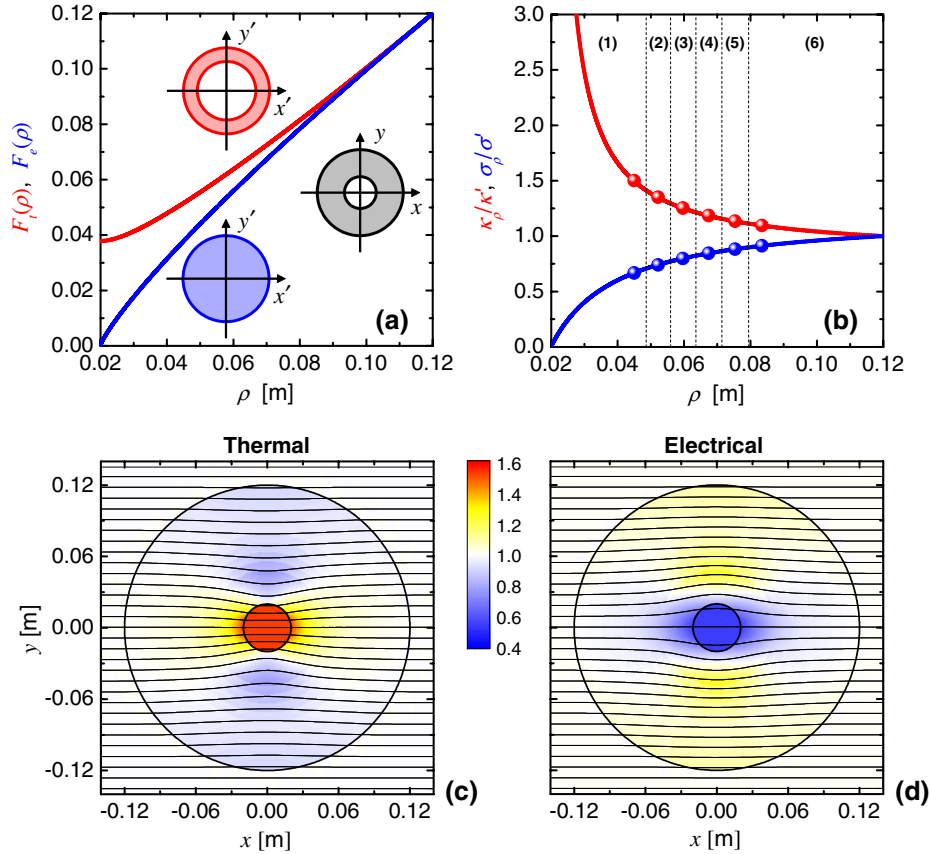 F_t(ρ), F_e(ρ)
0.12
0.10
0.08
0.06
0.04
0.02
0.00
y′
x′
y
x
y′
x′
(a)
0.02 0.04 0.06 0.08 0.10 0.12
ρ [m]
κ_ρ/κ′, σ_ρ/σ′
3.0
2.5
2.0
1.5
1.0
0.5
0.0
(1) (2) (3) (4) (5) (6)
(b)
0.02 0.04 0.06 0.08 0.10 0.12
ρ [m]
Thermal
y [m]
0.12
0.06
0.00
-0.06
-0.12
(c)
-0.12 -0.06 0.00 0.06 0.12
x [m]
1.6
1.4
1.2
1.0
0.8
0.6
0.4
Electrical
(d)
-0.12 -0.06 0.00 0.06 0.12
x [m]